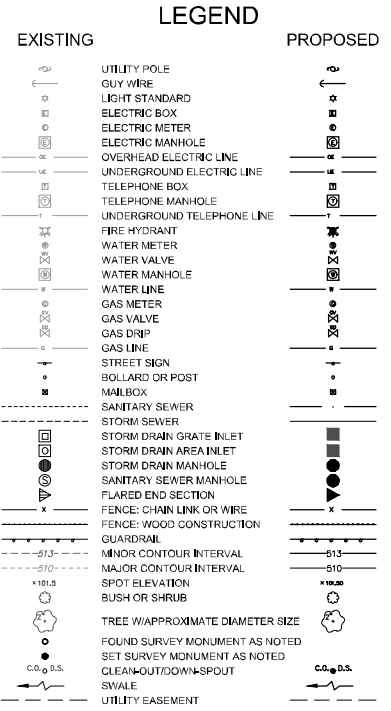 LEGEND
EXISTING PROPOSED
UTILITY POLE
GUY WIRE
LIGHT STANDARD
E ELECTRIC BOX E
E ELECTRIC METER E
E ELECTRIC MANHOLE E
OE OVERHEAD ELECTRIC LINE OE
UE UNDERGROUND ELECTRIC LINE UE
T TELEPHONE BOX T
T TELEPHONE MANHOLE T
T UNDERGROUND TELEPHONE LINE T
FIRE HYDRANT
WATER METER
WV WATER VALVE WV
W WATER MANHOLE W
W WATER LINE W
G GAS METER G
GV GAS VALVE GV
GD GAS DRIP GD
G GAS LINE G
STREET SIGN
BOLLARD OR POST
MAILBOX
SANITARY SEWER
STORM SEWER
STORM DRAIN GRATE INLET
STORM DRAIN AREA INLET
STORM DRAIN MANHOLE
S SANITARY SEWER MANHOLE
FLARED END SECTION
X FENCE: CHAIN LINK OR WIRE X
FENCE: WOOD CONSTRUCTION
GUARDRAIL
513 MINOR CONTOUR INTERVAL 513
510 MAJOR CONTOUR INTERVAL 510
×101.5 SPOT ELEVATION ×101.50
BUSH OR SHRUB
2" TREE W/APPROXIMATE DIAMETER SIZE 2"
FOUND SURVEY MONUMENT AS NOTED
SET SURVEY MONUMENT AS NOTED
C.O. D.S. CLEAN-OUT/DOWN-SPOUT C.O. D.S.
SWALE
UTILITY EASEMENT